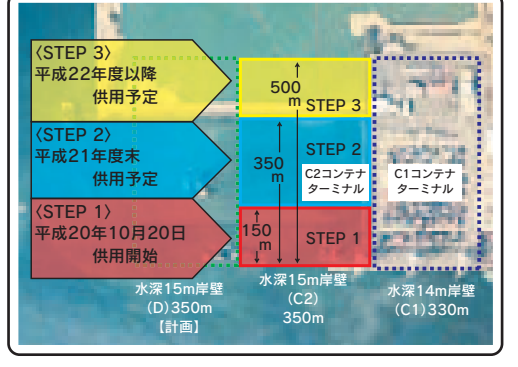 〈STEP 3〉
平成22年度以降
供用予定
〈STEP 2〉
平成21年度末
供用予定
〈STEP 1〉
平成20年10月20日
供用開始
500
m
STEP 3
350
m
STEP 2
C2コンテナ
ターミナル
150
m
STEP 1
C1コンテナ
ターミナル
水深15m岸壁
(D)350m
【計画】
水深15m岸壁
(C2)
350m
水深14m岸壁
(C1)330m